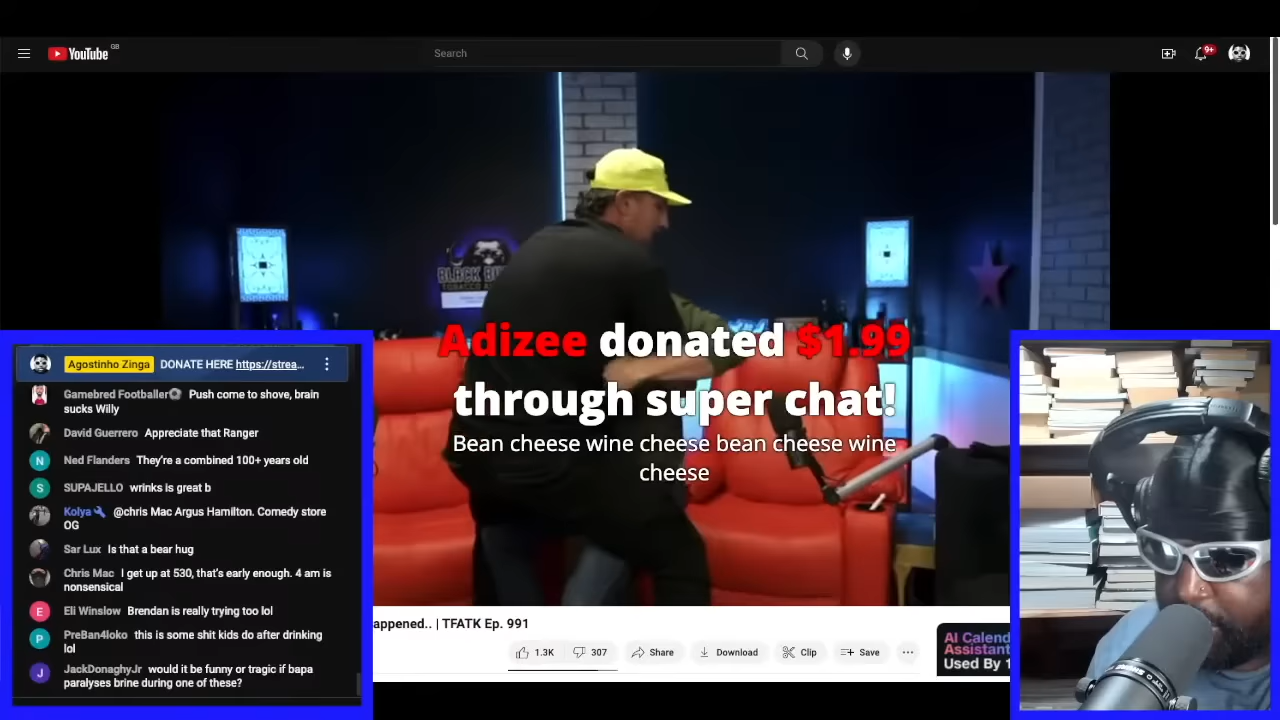 YouTube GB
Search
9+
BLACK
TOBACCO
Adizee donated $1.99
through super chat!
Bean cheese wine cheese bean cheese wine
cheese
Agostinho Zinga DONATE HERE https://strea...
Gamebred Footballer Push come to shove, brain
sucks Willy
David Guerrero Appreciate that Ranger
N Ned Flanders They're a combined 100+ years old
S SUPAJELLO wrinks is great b
Kolya @chris Mac Argus Hamilton. Comedy store
OG
Sar Lux Is that a bear hug
Chris Mac I get up at 530, that's early enough. 4 am is
nonsensical
E Eli Winslow Brendan is really trying too lol
P PreBan4loko this is some shit kids do after drinking
lol
J JackDonaghyJr would it be funny or tragic if bapa
paralyses brine during one of these?
appened.. | TFATK Ep. 991
1.3K 307 Share Download Clip Save ...
AI Calend
Assistan
Used By 1